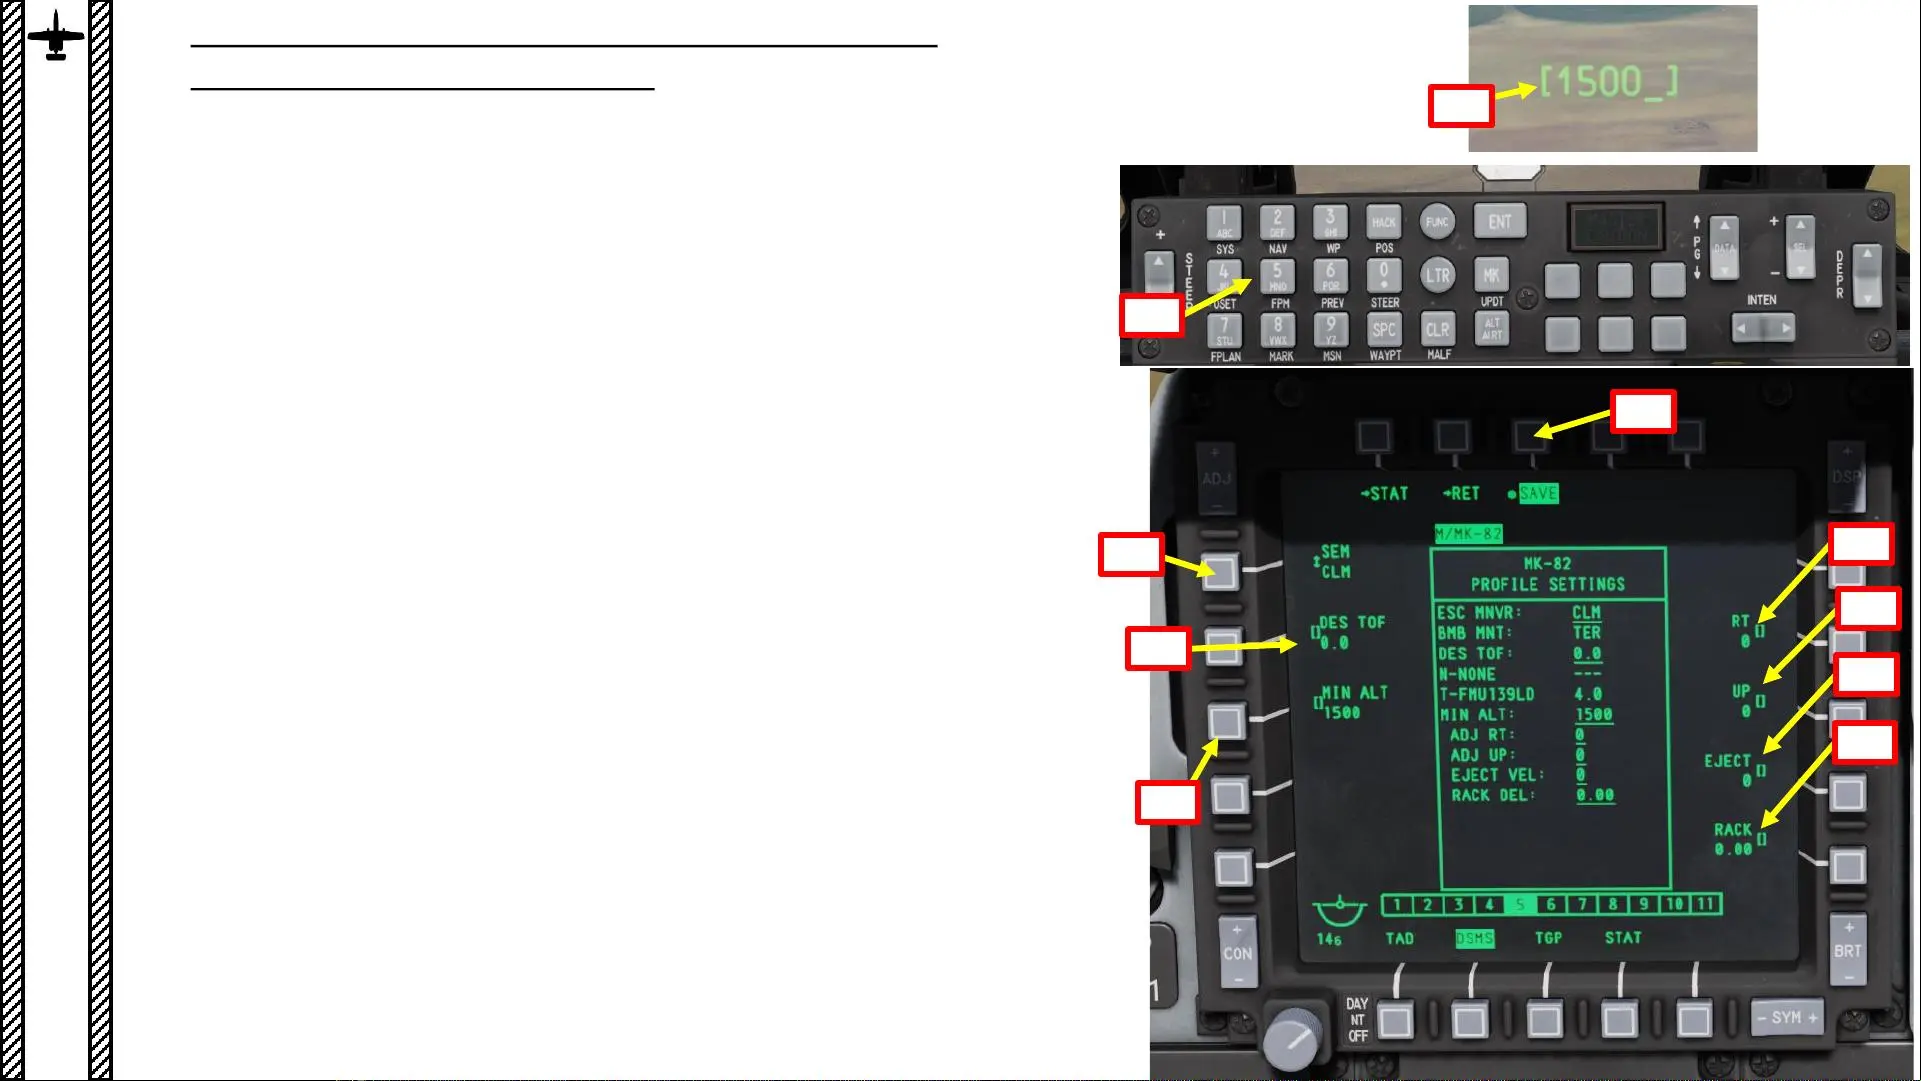 [1500_]
1 ABC 2 DEF 3 GHI HACK FUNC ENT
SYS NAV WP POS
+ STEER
4 5 MNO 6 PQR 0 LTR MK
FPM PREV STEER UPDT
7 STU 8 VWX 9 YZ SPC CLR ALT ALRT
FPLAN MARK MSN WAYPT MALF
PG DATA
+ SEL -
DEPR
INTEN
+ ADJ -
+ DSP -
STAT RET SAVE
M/MK-82
SEM
CLM
DES TOF
0.0
MIN ALT
1500
MK-82
PROFILE SETTINGS
ESC MNVR: CLM
BMB MNT: TER
DES TOF: 0.0
N-NONE ---
T-FMU139LD 4.0
MIN ALT: 1500
ADJ RT: 0
ADJ UP: 0
EJECT VEL: 0
RACK DEL: 0.00
RT
0
UP
0
EJECT
0
RACK
0.00
1 2 3 4 5 6 7 8 9 10 11
146
TAD DSMS TGP STAT
+ CON -
+ BRT -
DAY
NT
OFF
- SYM +
1